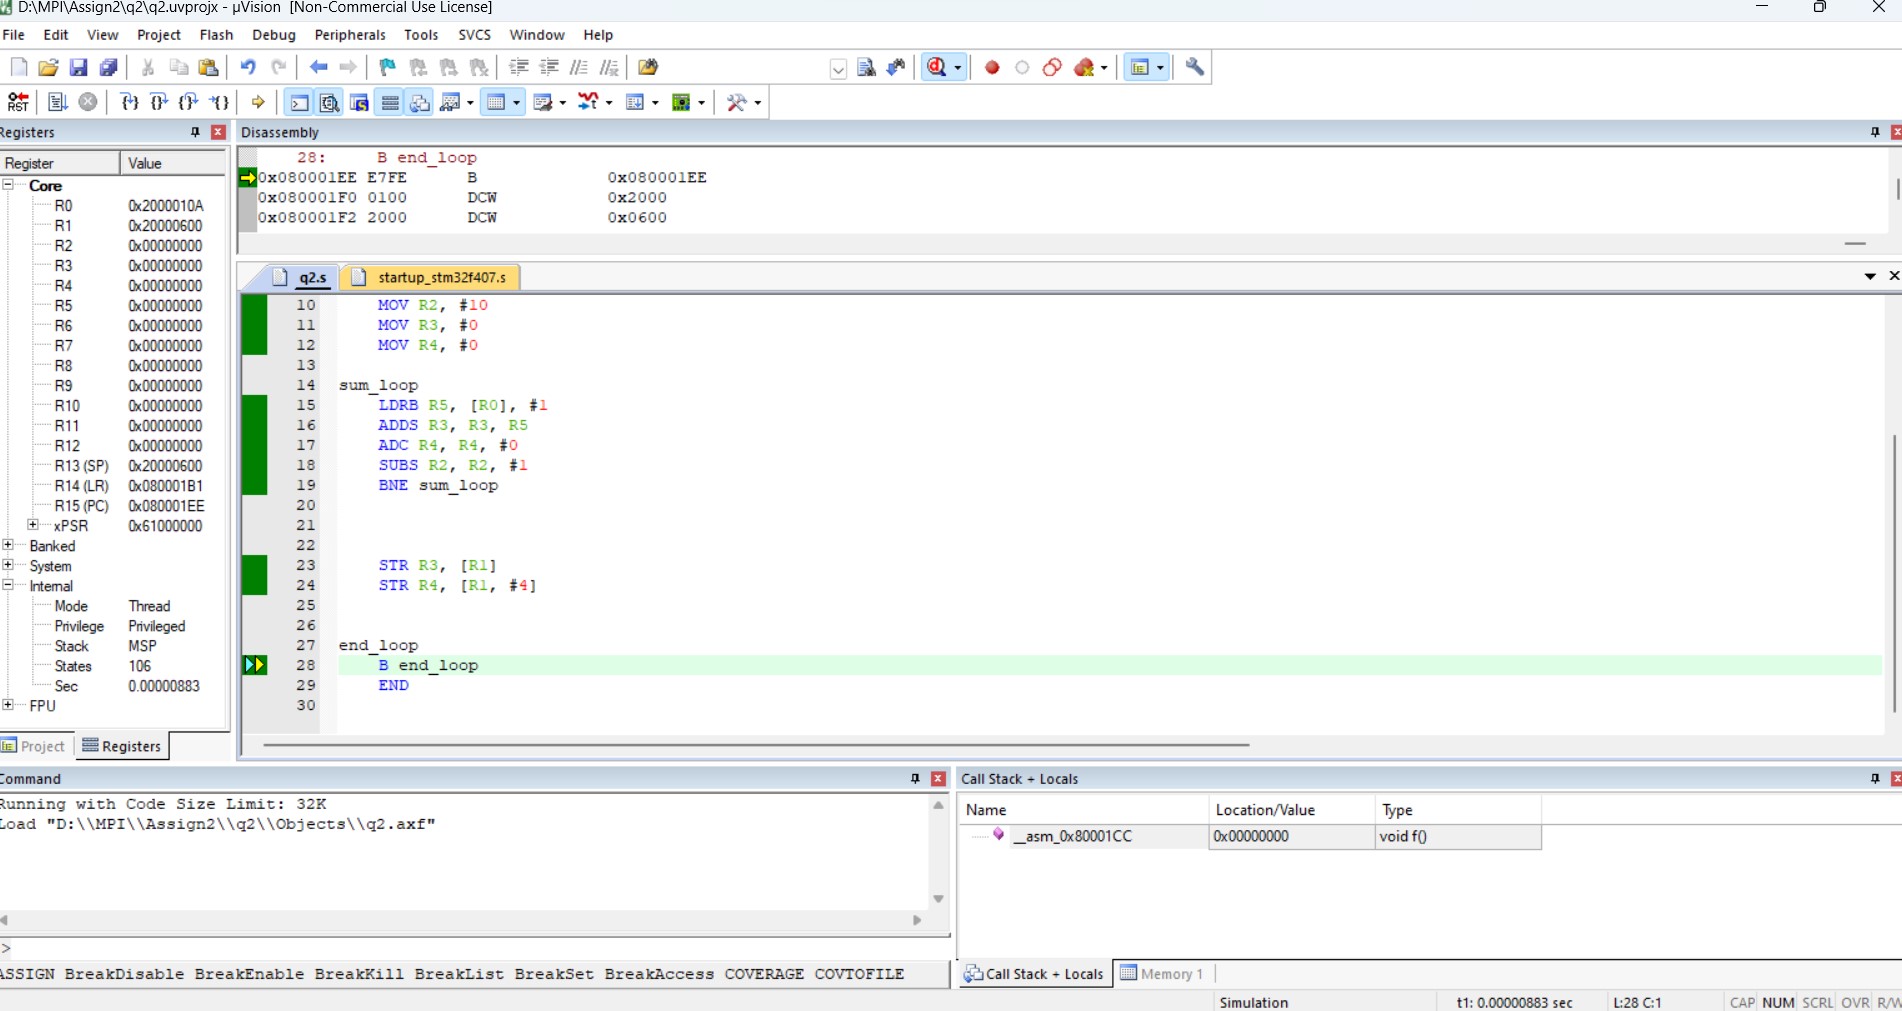 D:\MPI\Assign2\q2\q2.uvprojx - µVision [Non-Commercial Use License]
File Edit View Project Flash Debug Peripherals Tools SVCS Window Help
RST
Registers
Register Value
Core
R0 0x2000010A
R1 0x20000600
R2 0x00000000
R3 0x00000000
R4 0x00000000
R5 0x00000000
R6 0x00000000
R7 0x00000000
R8 0x00000000
R9 0x00000000
R10 0x00000000
R11 0x00000000
R12 0x00000000
R13 (SP) 0x20000600
R14 (LR) 0x080001B1
R15 (PC) 0x080001EE
xPSR 0x61000000
Banked
System
Internal
Mode Thread
Privilege Privileged
Stack MSP
States 106
Sec 0.00000883
FPU
Project Registers
Disassembly
28: B end_loop
0x080001EE E7FE B 0x080001EE
0x080001F0 0100 DCW 0x2000
0x080001F2 2000 DCW 0x0600
q2.s startup_stm32f407.s
10 MOV R2, #10
11 MOV R3, #0
12 MOV R4, #0
13
14 sum_loop
15 LDRB R5, [R0], #1
16 ADDS R3, R3, R5
17 ADC R4, R4, #0
18 SUBS R2, R2, #1
19 BNE sum_loop
20
21
22
23 STR R3, [R1]
24 STR R4, [R1, #4]
25
26
27 end_loop
28 B end_loop
29 END
30
Command
Running with Code Size Limit: 32K
Load "D:\\MPI\\Assign2\\q2\\Objects\\q2.axf"
>
ASSIGN BreakDisable BreakEnable BreakKill BreakList BreakSet BreakAccess COVERAGE COVTOFILE
Call Stack + Locals
Name Location/Value Type
__asm_0x80001CC 0x00000000 void f()
Call Stack + Locals Memory 1
Simulation t1: 0.00000883 sec L:28 C:1 CAP NUM SCRL OVR R/W